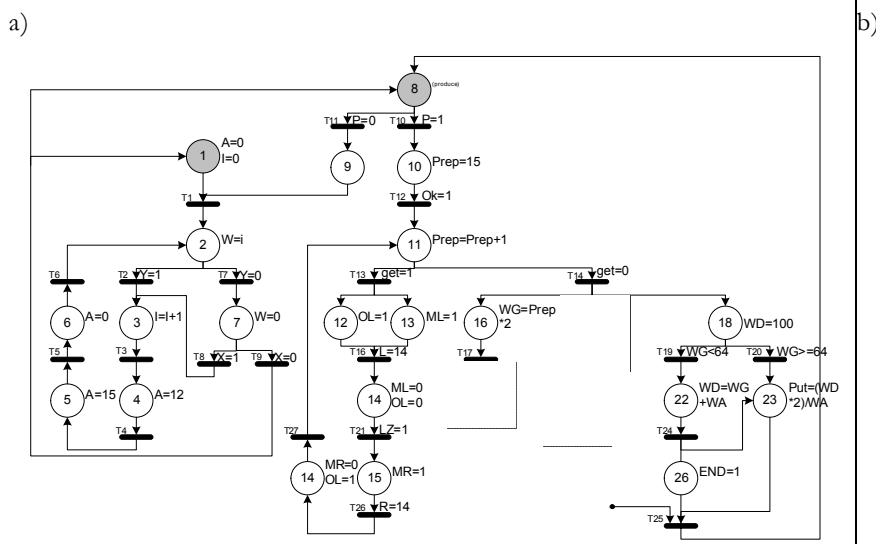 a)
b)
8
(produce)
T11
P=0
T10
P=1
1
A=0
I=0
9
10
Prep=15
T1
T12
Ok=1
2
W=i
11
Prep=Prep+1
T6
T2
Y=1
T7
Y=0
T13
get=1
T14
get=0
6
A=0
3
I=I+1
7
W=0
12
OL=1
13
ML=1
16
WG=Prep
*2
18
WD=100
T5
T3
T8
X=1
T9
X=0
T16
L=14
T17
T19
WG<64
T20
WG>=64
5
A=15
4
A=12
14
ML=0
OL=0
22
WD=WG
+WA
23
Put=(WD
*2)/WA
T4
T27
T21
LZ=1
T24
14
MR=0
OL=1
15
MR=1
26
END=1
T26
R=14
T25